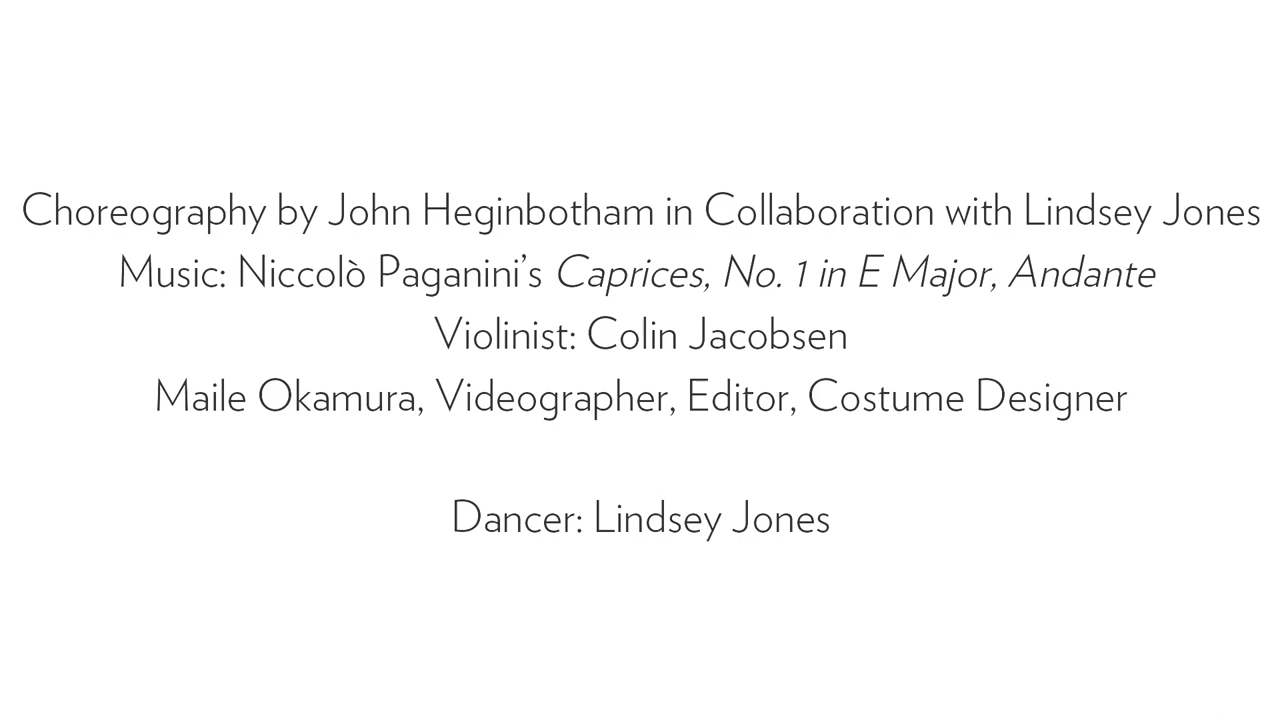 Choreography by John Heginbotham in Collaboration with Lindsey Jones
Music: Niccolò Paganini’s Caprices, No. 1 in E Major, Andante
Violinist: Colin Jacobsen
Maile Okamura, Videographer, Editor, Costume Designer
Dancer: Lindsey Jones